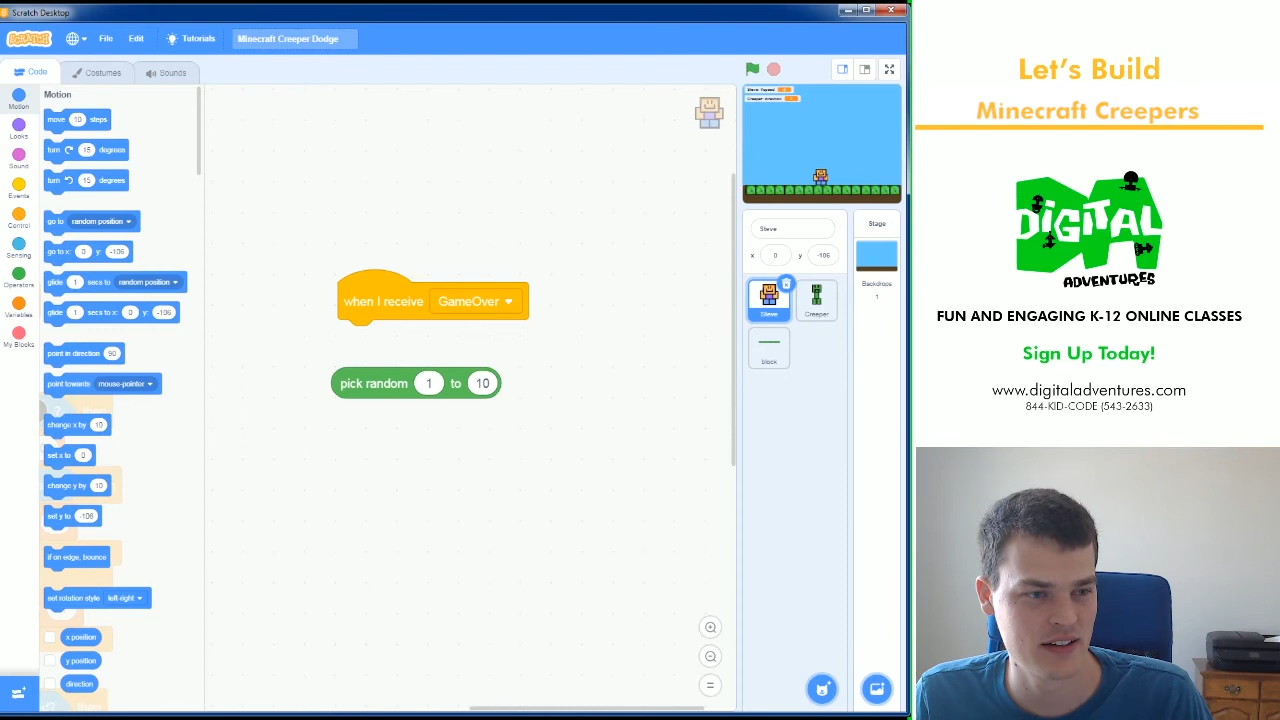 Scratch Desktop
SCRATCH
File
Edit
Tutorials
Minecraft Creeper Dodge
Code
Costumes
Sounds
Motion
Looks
Sound
Events
Control
Sensing
Operators
Variables
My Blocks
Motion
move 10 steps
turn 15 degrees
turn 15 degrees
go to random position
go to x: 0 y: -106
glide 1 secs to random position
glide 1 secs to x: 0 y: -106
point in direction 90
point towards mouse-pointer
change x by 10
set x to 0
change y by 10
set y to -106
if on edge, bounce
set rotation style left-right
x position
y position
direction
when I receive GameOver
pick random 1 to 10
Steve
x 0 y -106
Steve
Creeper
block
Stage
Backdrops
1
Let's Build
Minecraft Creepers
DIGITAL
ADVENTURES
FUN AND ENGAGING K-12 ONLINE CLASSES
Sign Up Today!
www.digitaladventures.com
844-KID-CODE (543-2633)